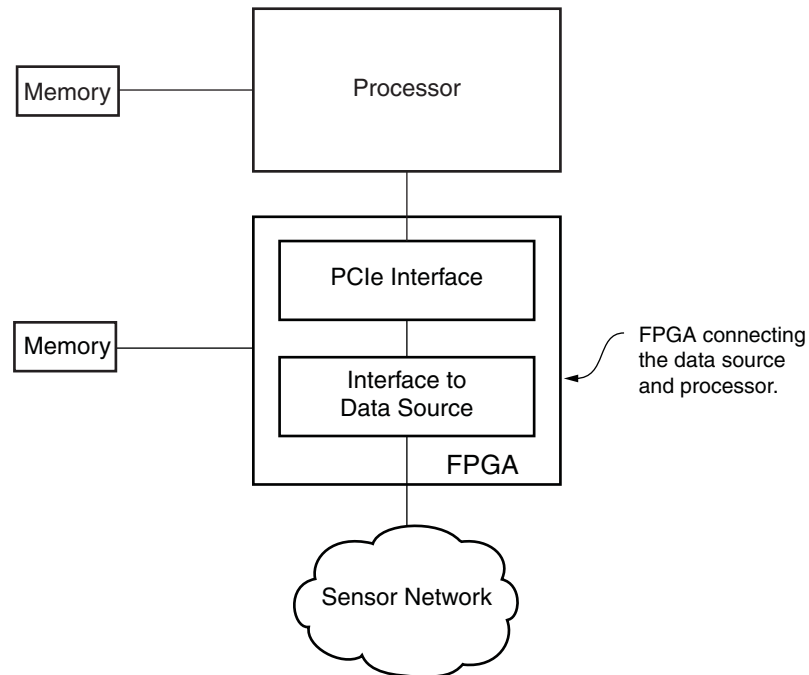 Memory
Processor
PCIe Interface
Memory
Interface to
Data Source
FPGA
FPGA connecting
the data source
and processor.
Sensor Network